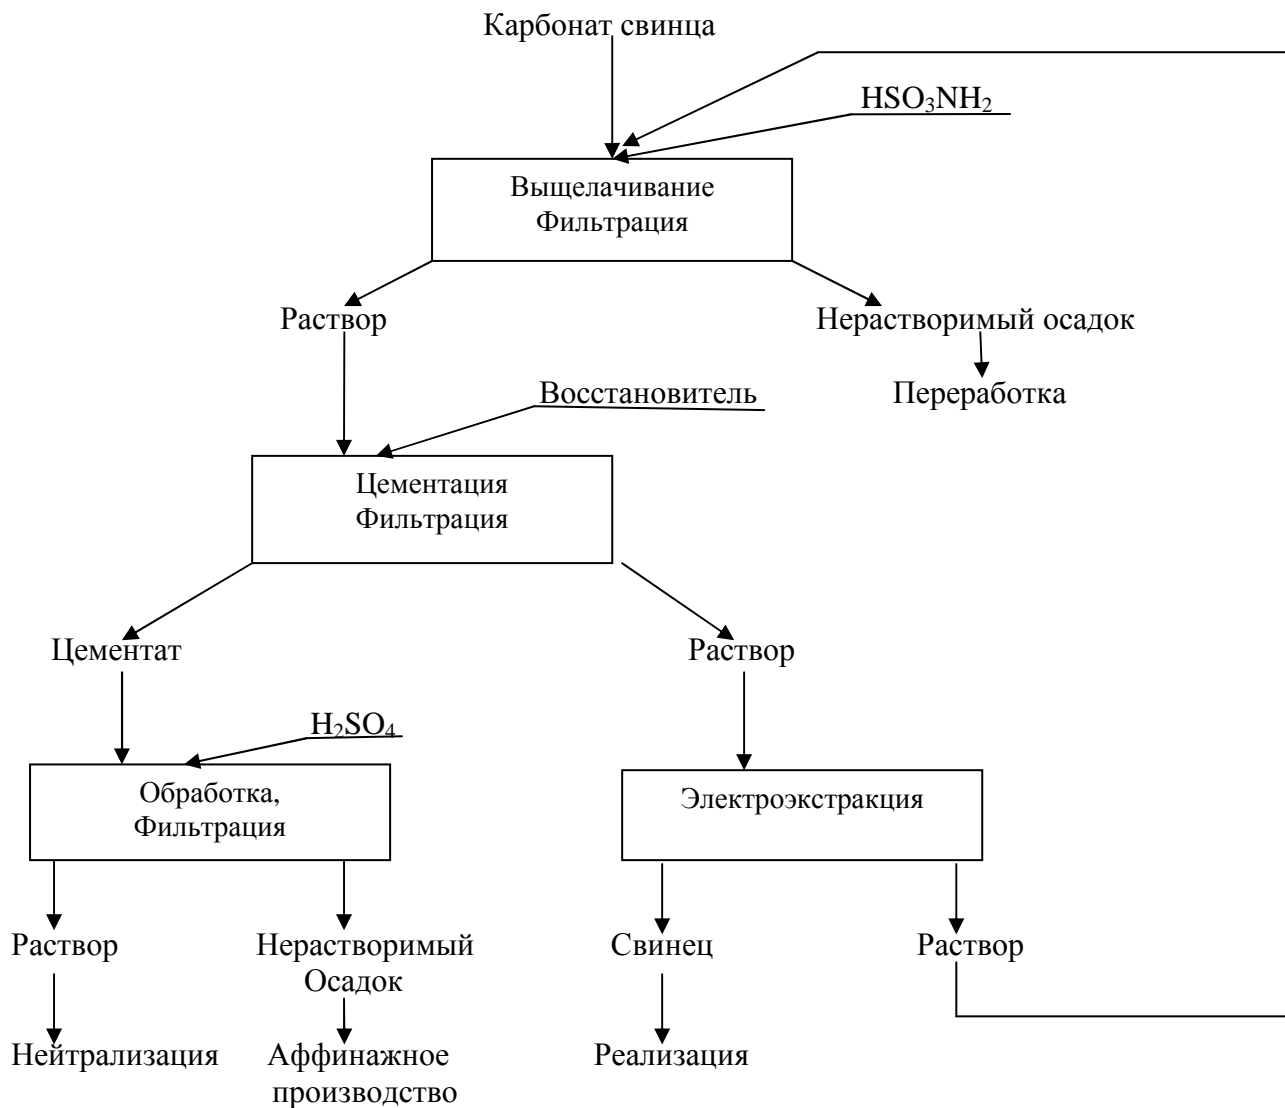 Карбонат свинца
HSO₃NH₂
Выщелачивание
Фильтрация
Раствор
Нерастворимый осадок
Восстановитель
Переработка
Цементация
Фильтрация
Цементат
Раствор
H₂SO₄
Обработка,
Фильтрация
Электроэкстракция
Раствор
Нерастворимый
Осадок
Свинец
Раствор
Нейтрализация
Аффинажное
производство
Реализация